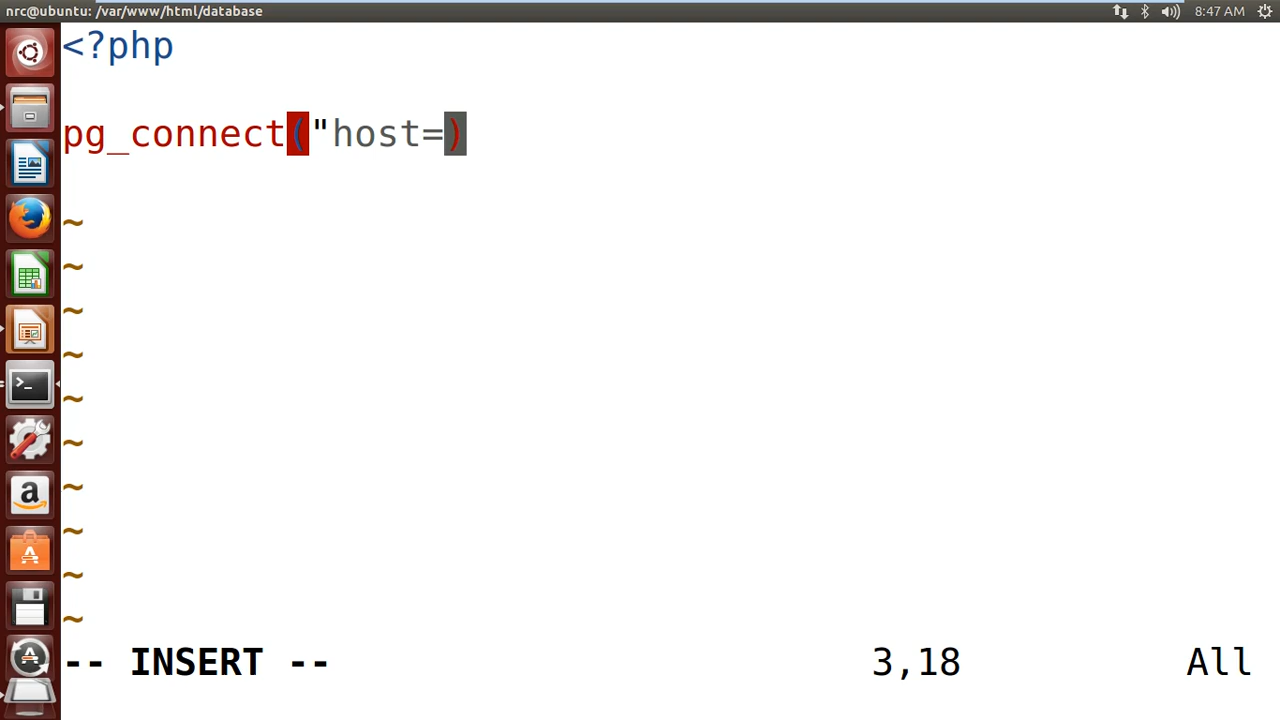 nrc@ubuntu: /var/www/html/database 8:47 AM
<?php
pg_connect("host=)
~
~
~
~
~
~
~
~
~
~
-- INSERT -- 3,18 All